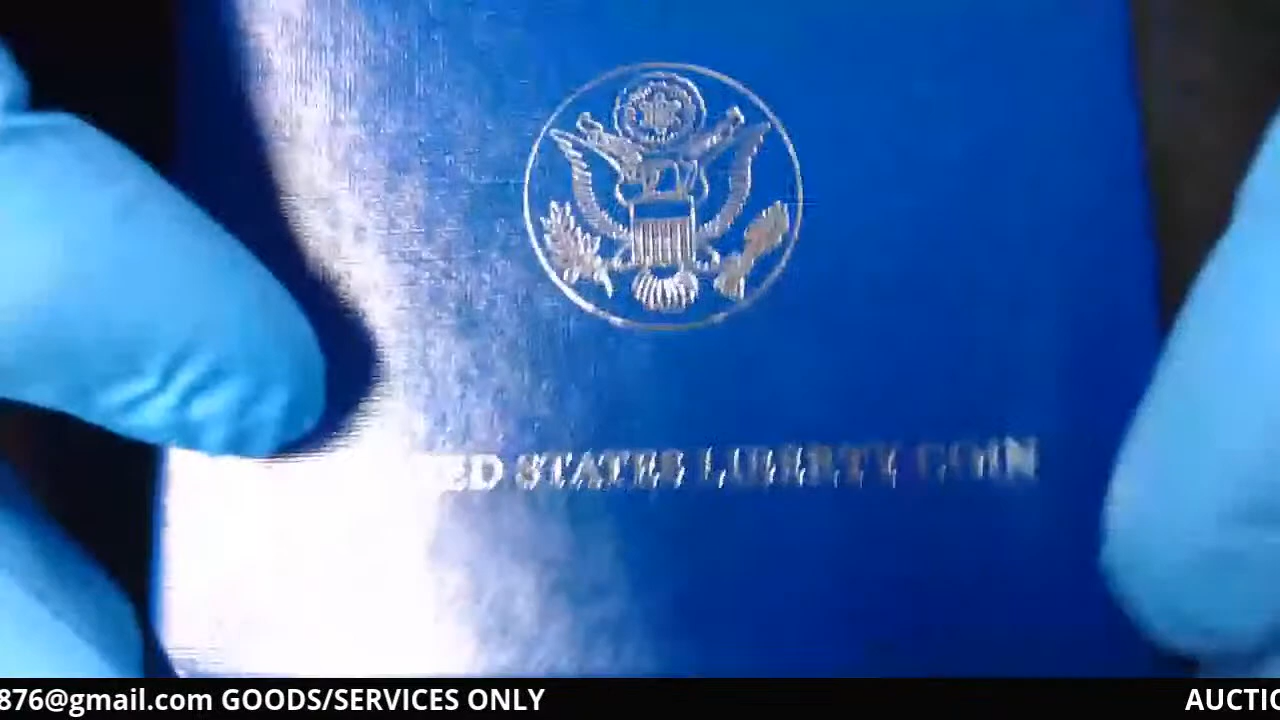 ED STATES LIBERTY COIN
876@gmail.com GOODS/SERVICES ONLY AUCTIO